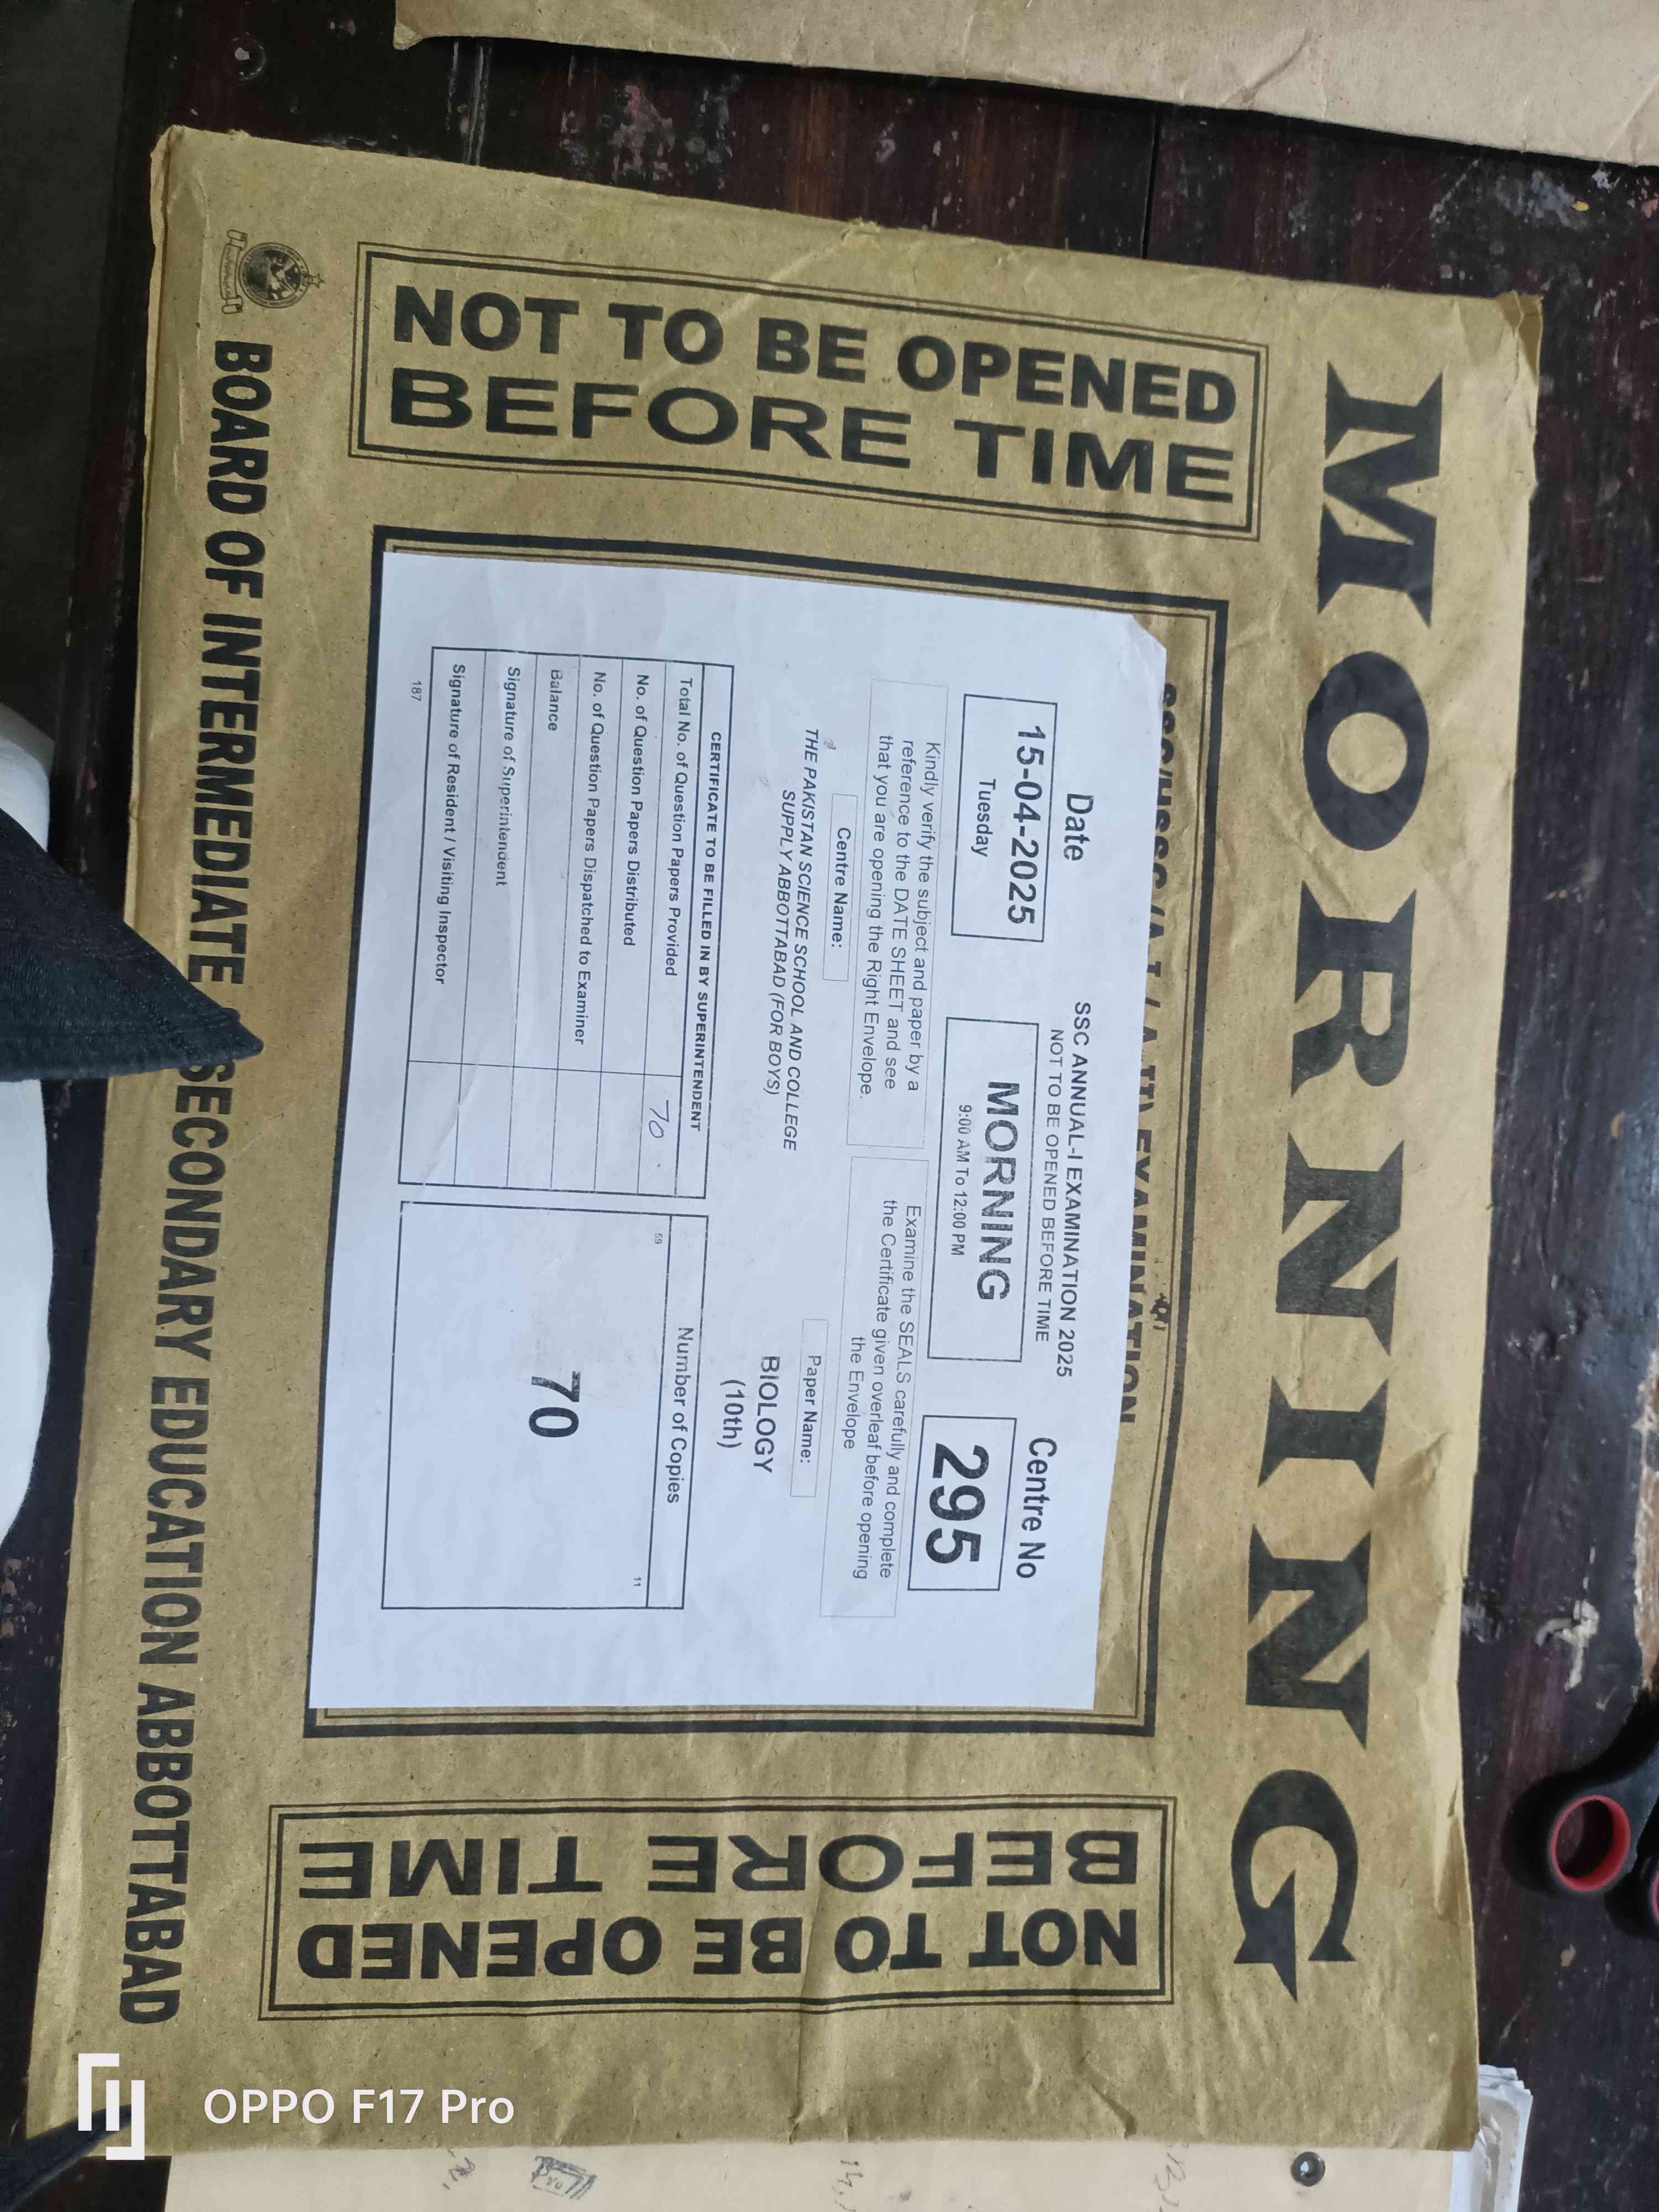 MORNING
NOT TO BE OPENED
BEFORE TIME
EXAMINATION
Date
15-04-2025
Tuesday
SSC ANNUAL-I EXAMINATION 2025
NOT TO BE OPENED BEFORE TIME
MORNING
9:00 AM To 12:00 PM
Centre No
295
Kindly verify the subject and paper by a
reference to the DATE SHEET and see
that you are opening the Right Envelope.
Examine the SEALS carefully and complete
the Certificate given overleaf before opening
the Envelope
Centre Name:
THE PAKISTAN SCIENCE SCHOOL AND COLLEGE
SUPPLY ABBOTTABAD (FOR BOYS)
Paper Name:
BIOLOGY
(10th)
CERTIFICATE TO BE FILLED IN BY SUPERINTENDENT
Total No. of Question Papers Provided 70
No. of Question Papers Distributed
No. of Question Papers Dispatched to Examiner
Balance
Signature of Superintendent
Signature of Resident / Visiting Inspector
187
Number of Copies
59 11
70
NOT TO BE OPENED
BEFORE TIME
BOARD OF INTERMEDIATE SECONDARY EDUCATION ABBOTTABAD
OPPO F17 Pro